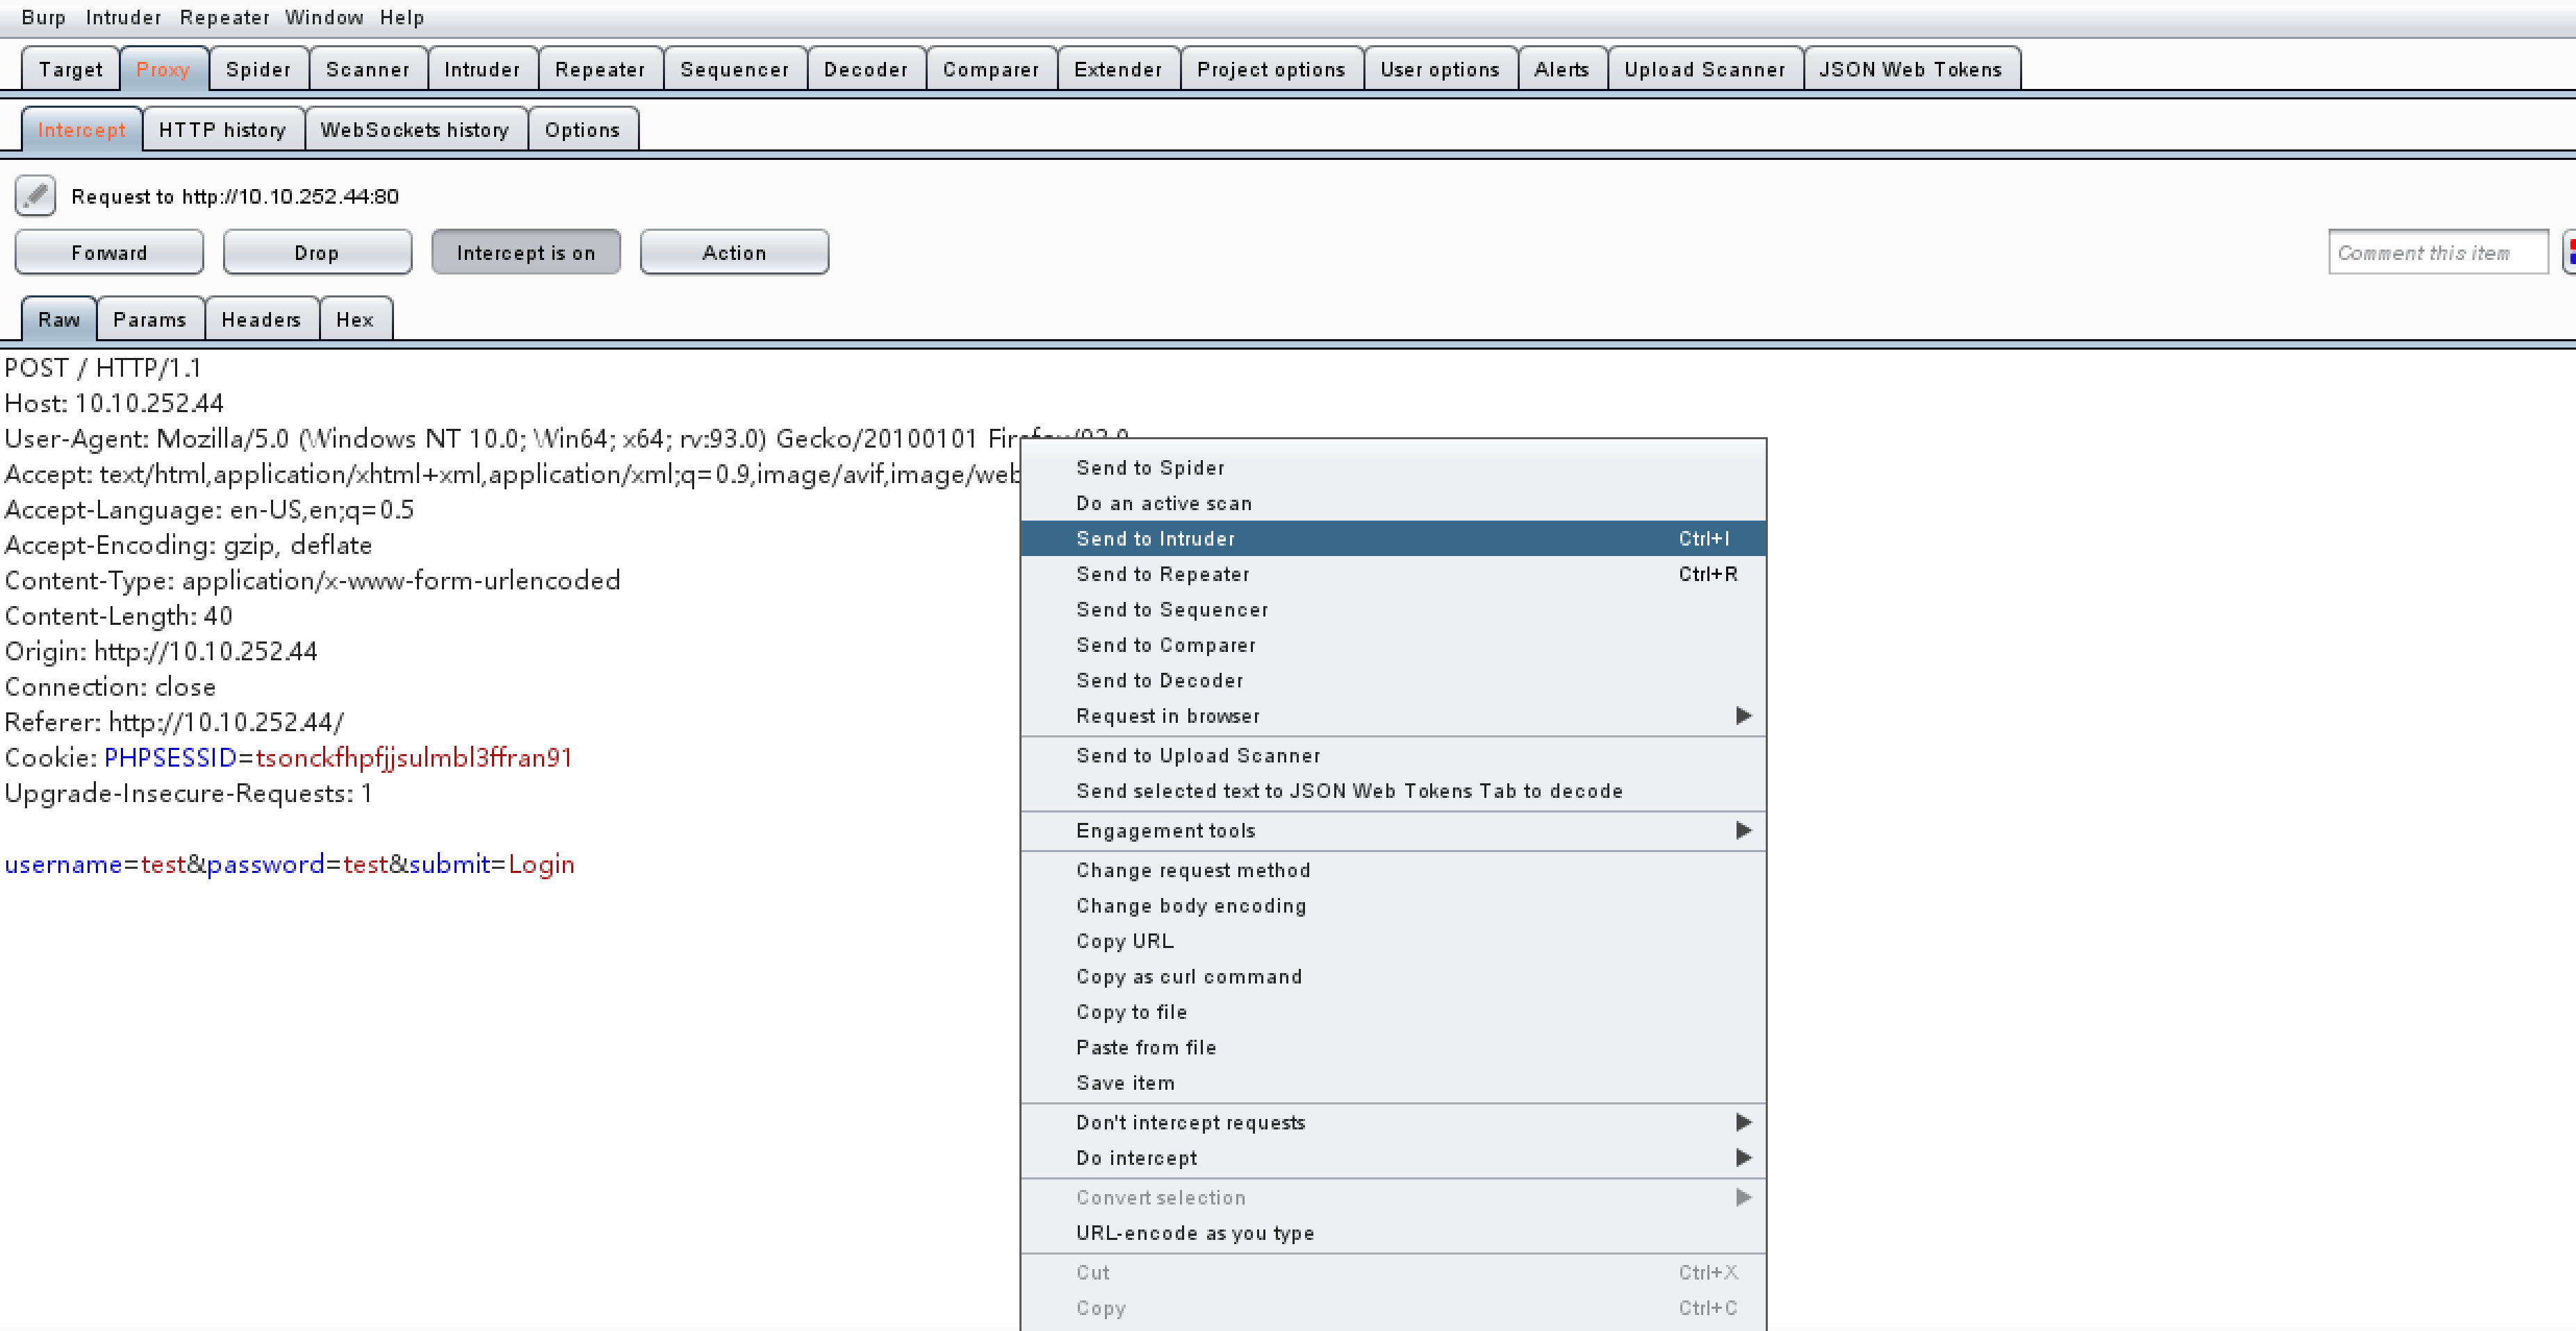 Burp Intruder Repeater Window Help
Target Proxy Spider Scanner Intruder Repeater Sequencer Decoder Comparer Extender Project options User options Alerts Upload Scanner JSON Web Tokens
Intercept HTTP history WebSockets history Options
Request to http://10.10.252.44:80
Forward Drop Intercept is on Action Comment this item
Raw Params Headers Hex
POST / HTTP/1.1
Host: 10.10.252.44
User-Agent: Mozilla/5.0 (Windows NT 10.0; Win64; x64; rv:93.0) Gecko/20100101
Accept: text/html,application/xhtml+xml,application/xml;q=0.9,image/avif,image/web
Accept-Language: en-US,en;q=0.5
Accept-Encoding: gzip, deflate
Content-Type: application/x-www-form-urlencoded
Content-Length: 40
Origin: http://10.10.252.44
Connection: close
Referer: http://10.10.252.44/
Cookie: PHPSESSID=tsonckfhpfjjsulmbl3ffran91
Upgrade-Insecure-Requests: 1
username=test&password=test&submit=Login
Send to Spider
Do an active scan
Send to Intruder Ctrl+I
Send to Repeater Ctrl+R
Send to Sequencer
Send to Comparer
Send to Decoder
Request in browser
Send to Upload Scanner
Send selected text to JSON Web Tokens Tab to decode
Engagement tools
Change request method
Change body encoding
Copy URL
Copy as curl command
Copy to file
Paste from file
Save item
Don't intercept requests
Do intercept
Convert selection
URL-encode as you type
Cut Ctrl+X
Copy Ctrl+C